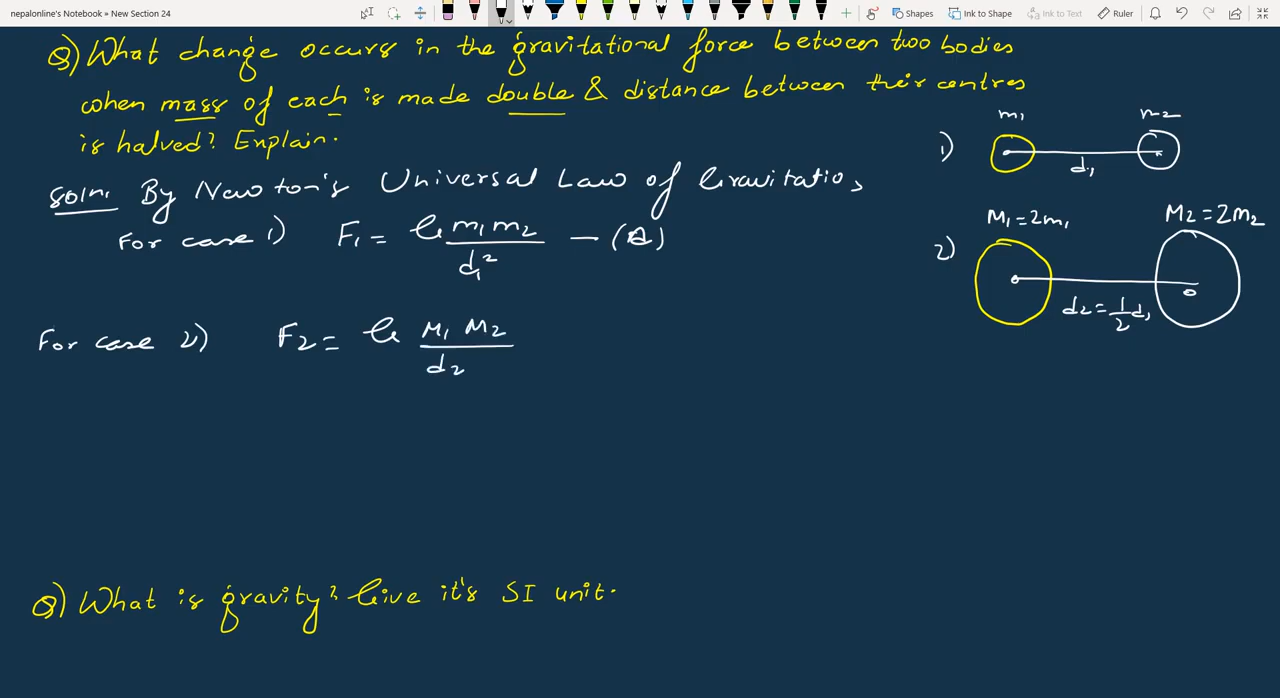 nepalonline's Notebook » New Section 24
Shapes Ink to Shape Ink to Text Ruler
Q) What change occurs in the gravitational force between two bodies
when mass of each is made double & distance between their centres
is halved? Explain.
Soln. By Newton's Universal Law of Gravitatio,
For case 1) F₁ = G m₁ m₂ / d₁² — (a)
For case 2) F₂ = G M₁ M₂ / d₂
1) m₁ m₂
d₁
2) M₁ = 2m₁ M₂ = 2m₂
d₂ = 1/2 d₁
Q) What is gravity? Give it's SI unit.